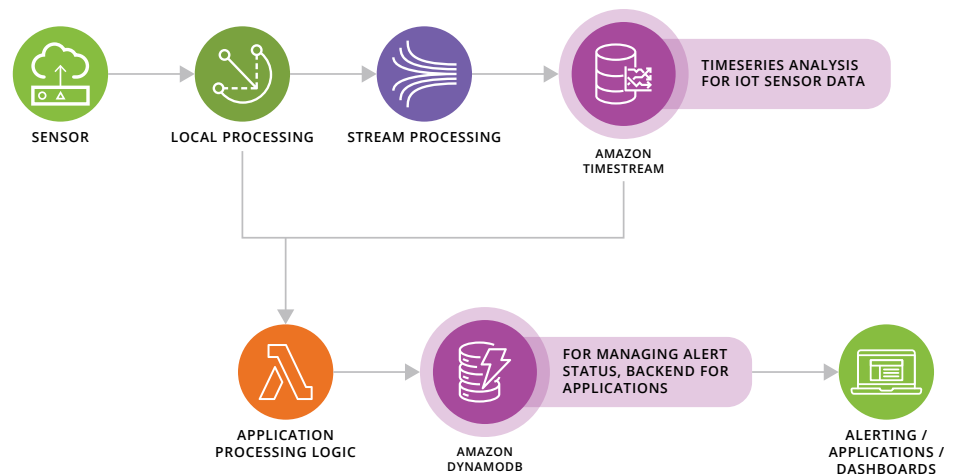 TIMESERIES ANALYSIS
FOR IOT SENSOR DATA
SENSOR
LOCAL PROCESSING
STREAM PROCESSING
AMAZON
TIMESTREAM
FOR MANAGING ALERT
STATUS, BACKEND FOR
APPLICATIONS
APPLICATION
PROCESSING LOGIC
AMAZON
DYNAMODB
ALERTING /
APPLICATIONS /
DASHBOARDS